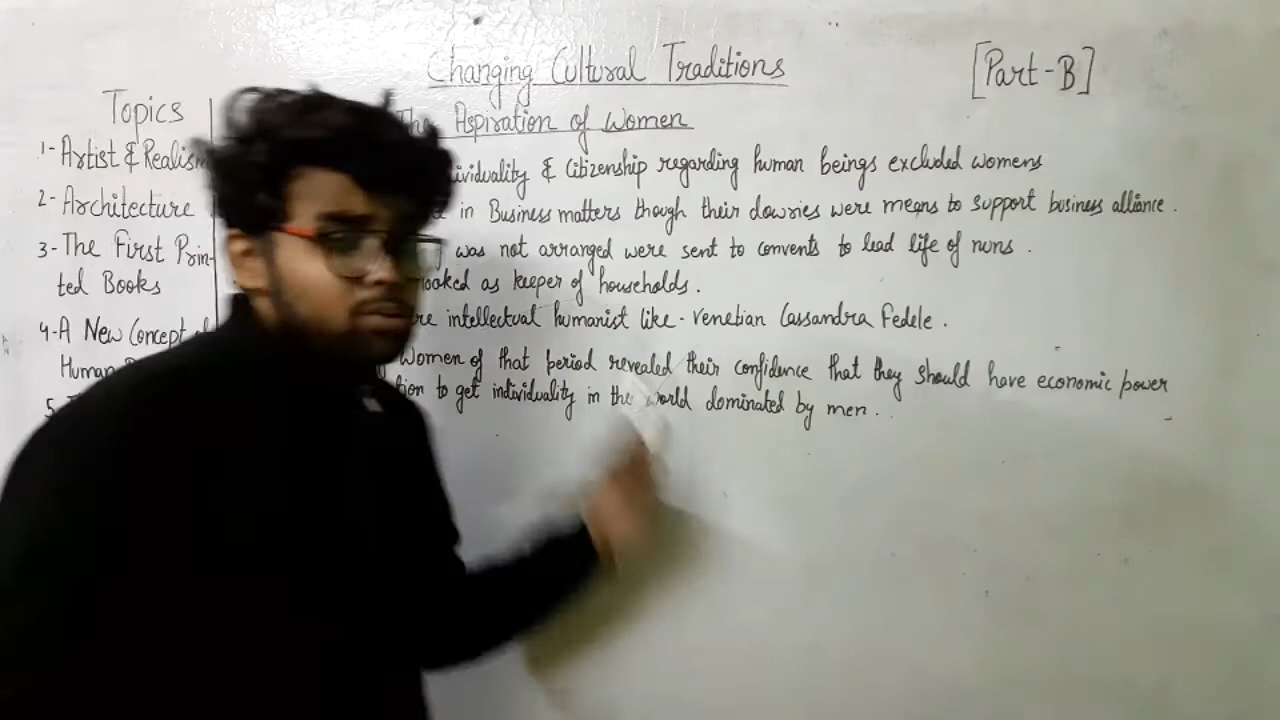 Changing Cultural Traditions
[Part-B]
Topics
1- Artist & Realism
2- Architecture
3- The First Prin-
ted Books
4- A New Concept
Human
5
The Aspiration of Women
ividuality & Citizenship regarding human beings excluded womens
in Business matters though their dowries were means to support business alliance.
was not arranged were sent to convents to lead life of nuns.
looked as keeper of households.
re intellectual humanist like - venetian Cassandra Fedele.
Women of that period revealed their confidence that they should have economic power
tion to get individuality in the world dominated by men.